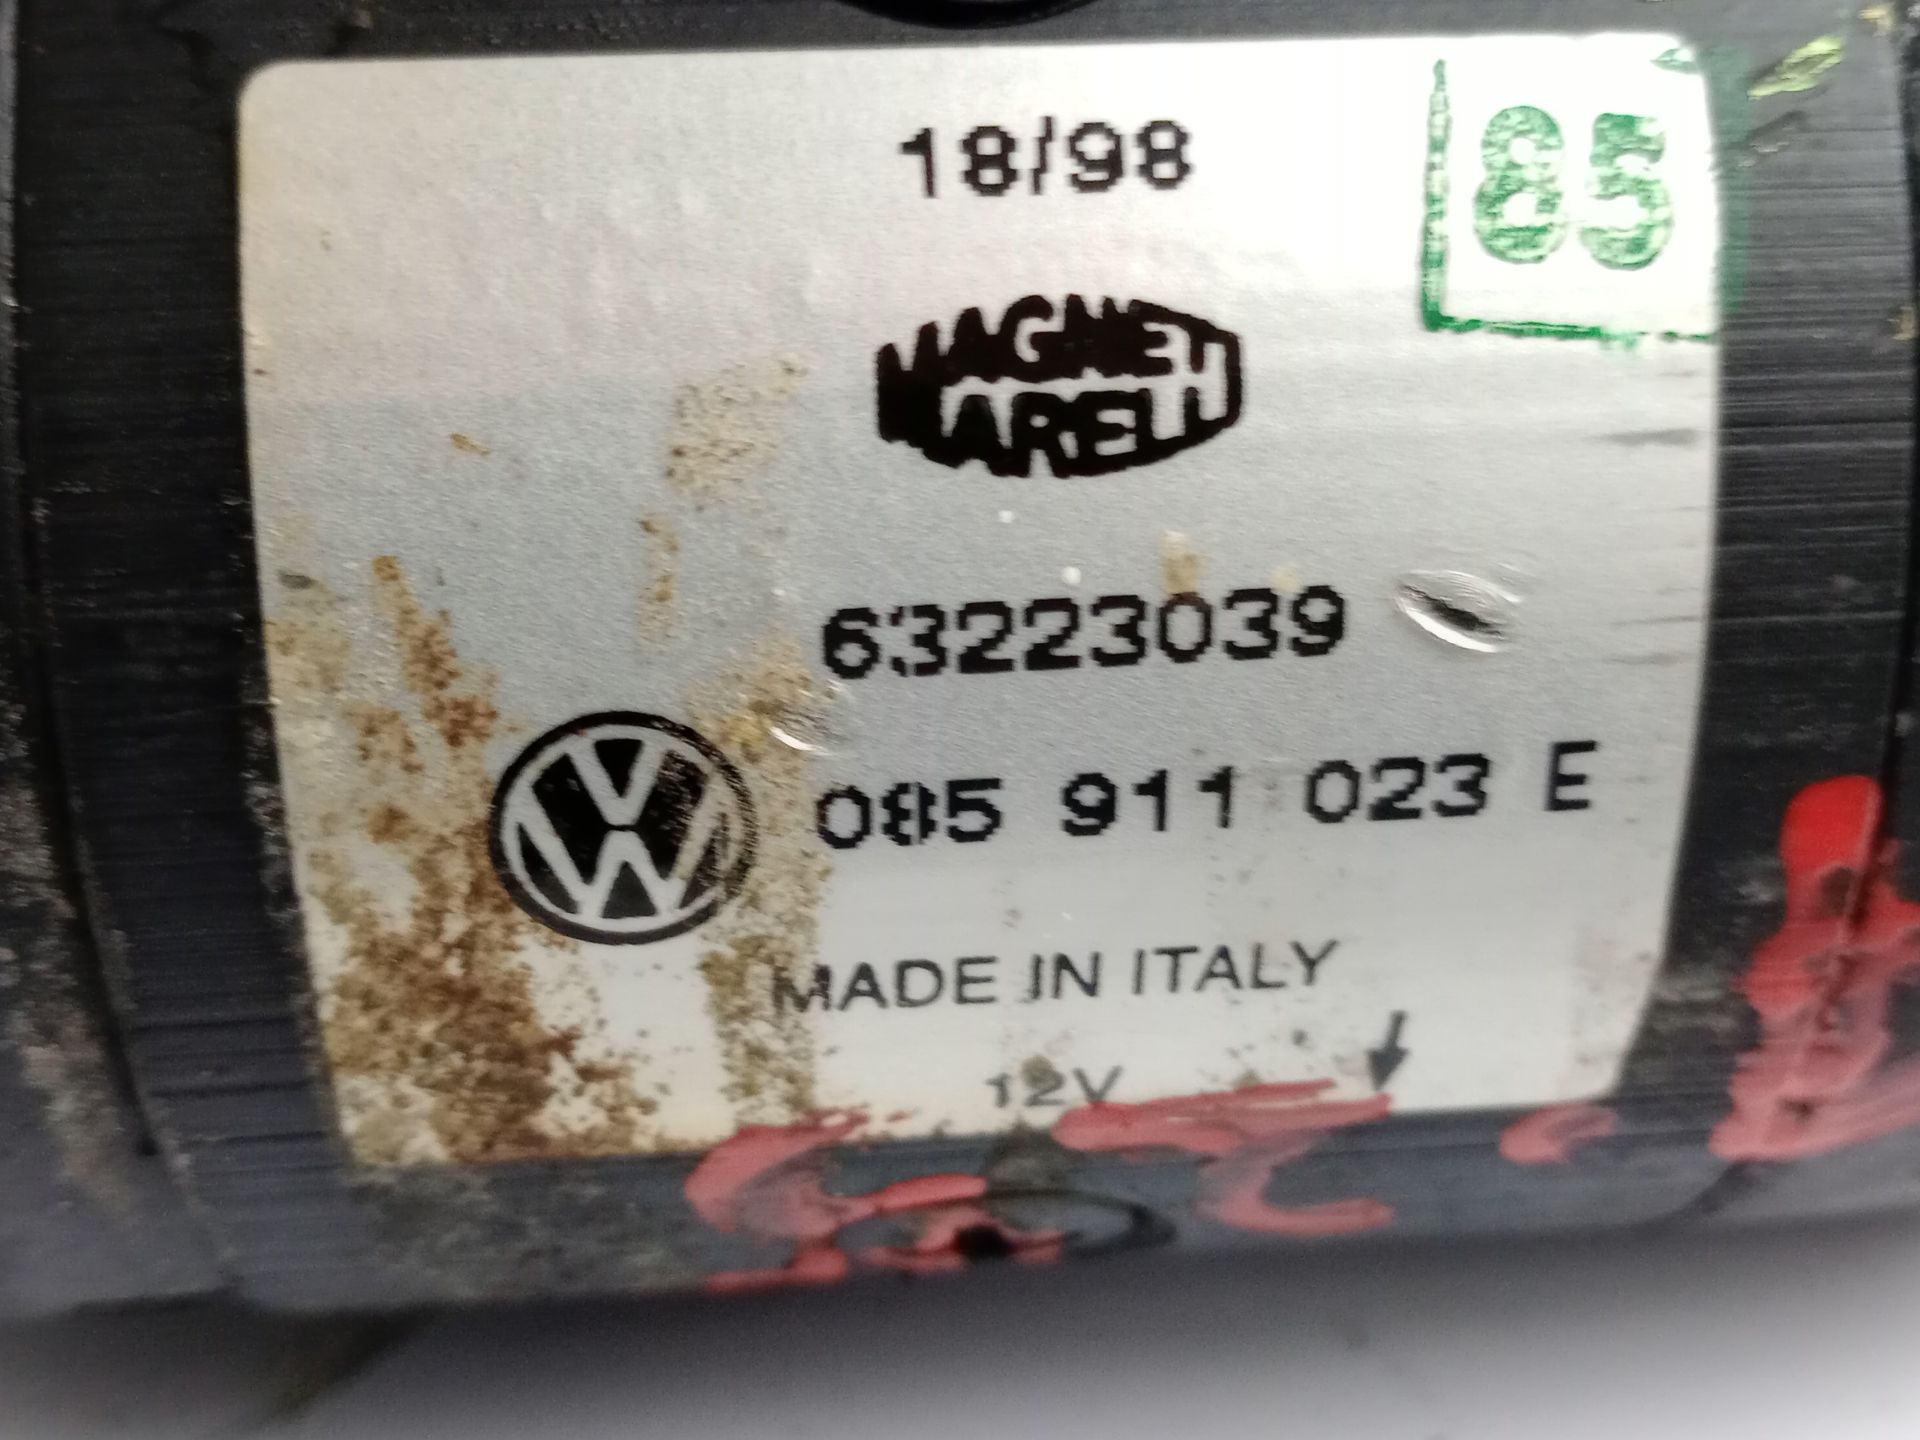 18/98
85
MAGNETI
MARELLI
63223039
085 911 023 E
MADE IN ITALY
12V